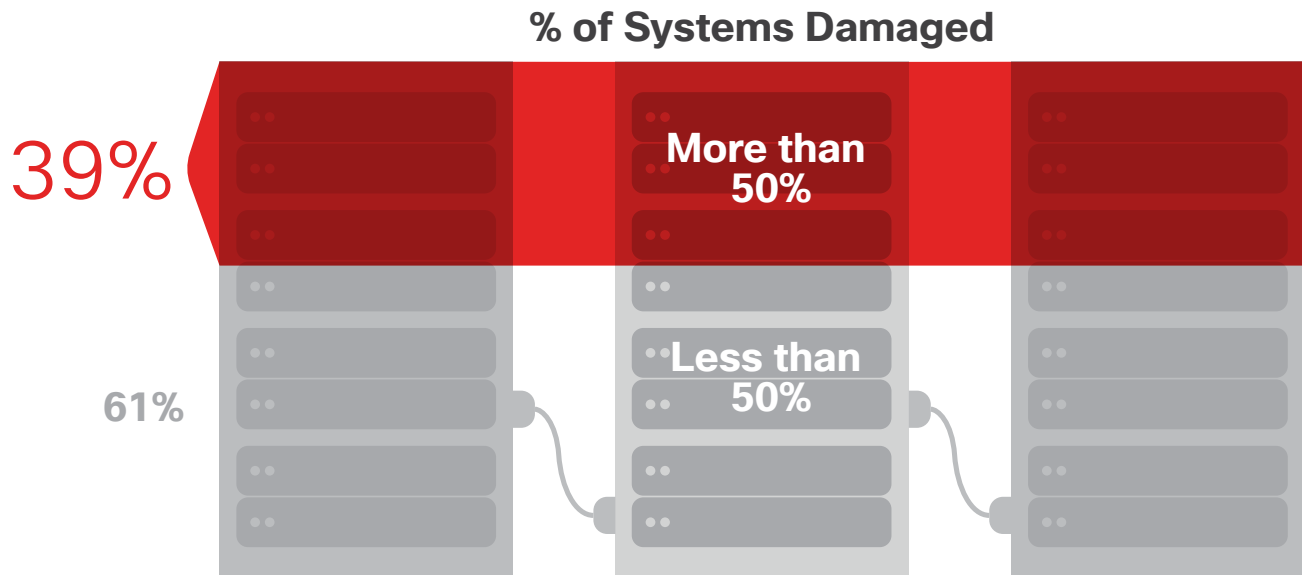 % of Systems Damaged
39%
More than
50%
61%
Less than
50%